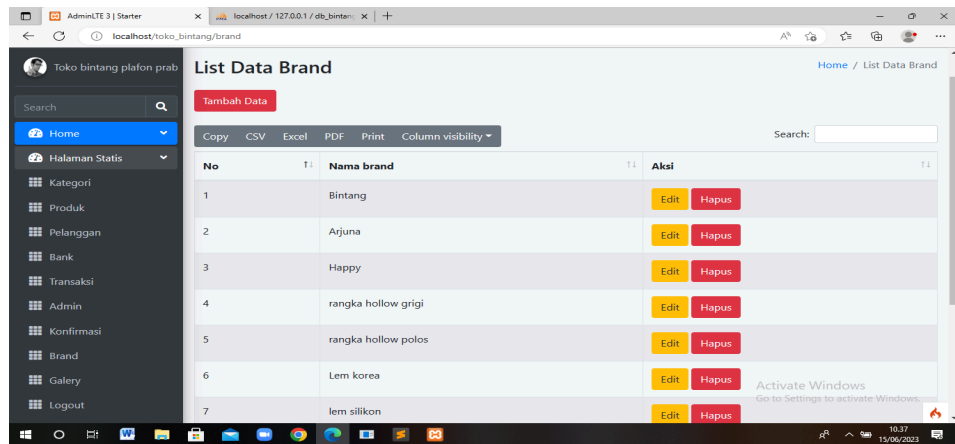 AdminLTE 3 | Starter
localhost / 127.0.0.1 / db_bintang
localhost/toko_bintang/brand
Toko bintang plafon prab
Search
Home
Halaman Statis
Kategori
Produk
Pelanggan
Bank
Transaksi
Admin
Konfirmasi
Brand
Galery
Logout
List Data Brand
Home / List Data Brand
Tambah Data
Copy CSV Excel PDF Print Column visibility
Search:
No Nama brand Aksi
1 Bintang Edit Hapus
2 Arjuna Edit Hapus
3 Happy Edit Hapus
4 rangka hollow grigi Edit Hapus
5 rangka hollow polos Edit Hapus
6 Lem korea Edit Hapus
7 lem silikon Edit Hapus
Activate Windows
Go to Settings to activate Windows.
10.37
15/06/2023